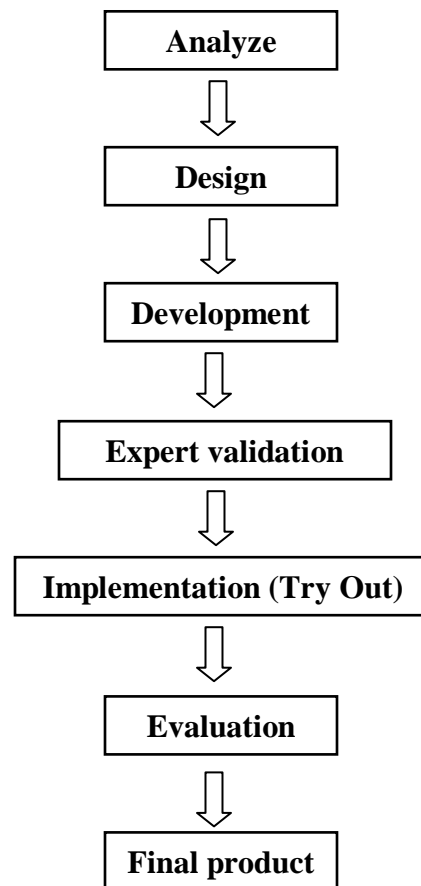 Analyze
Design
Development
Expert validation
Implementation (Try Out)
Evaluation
Final product